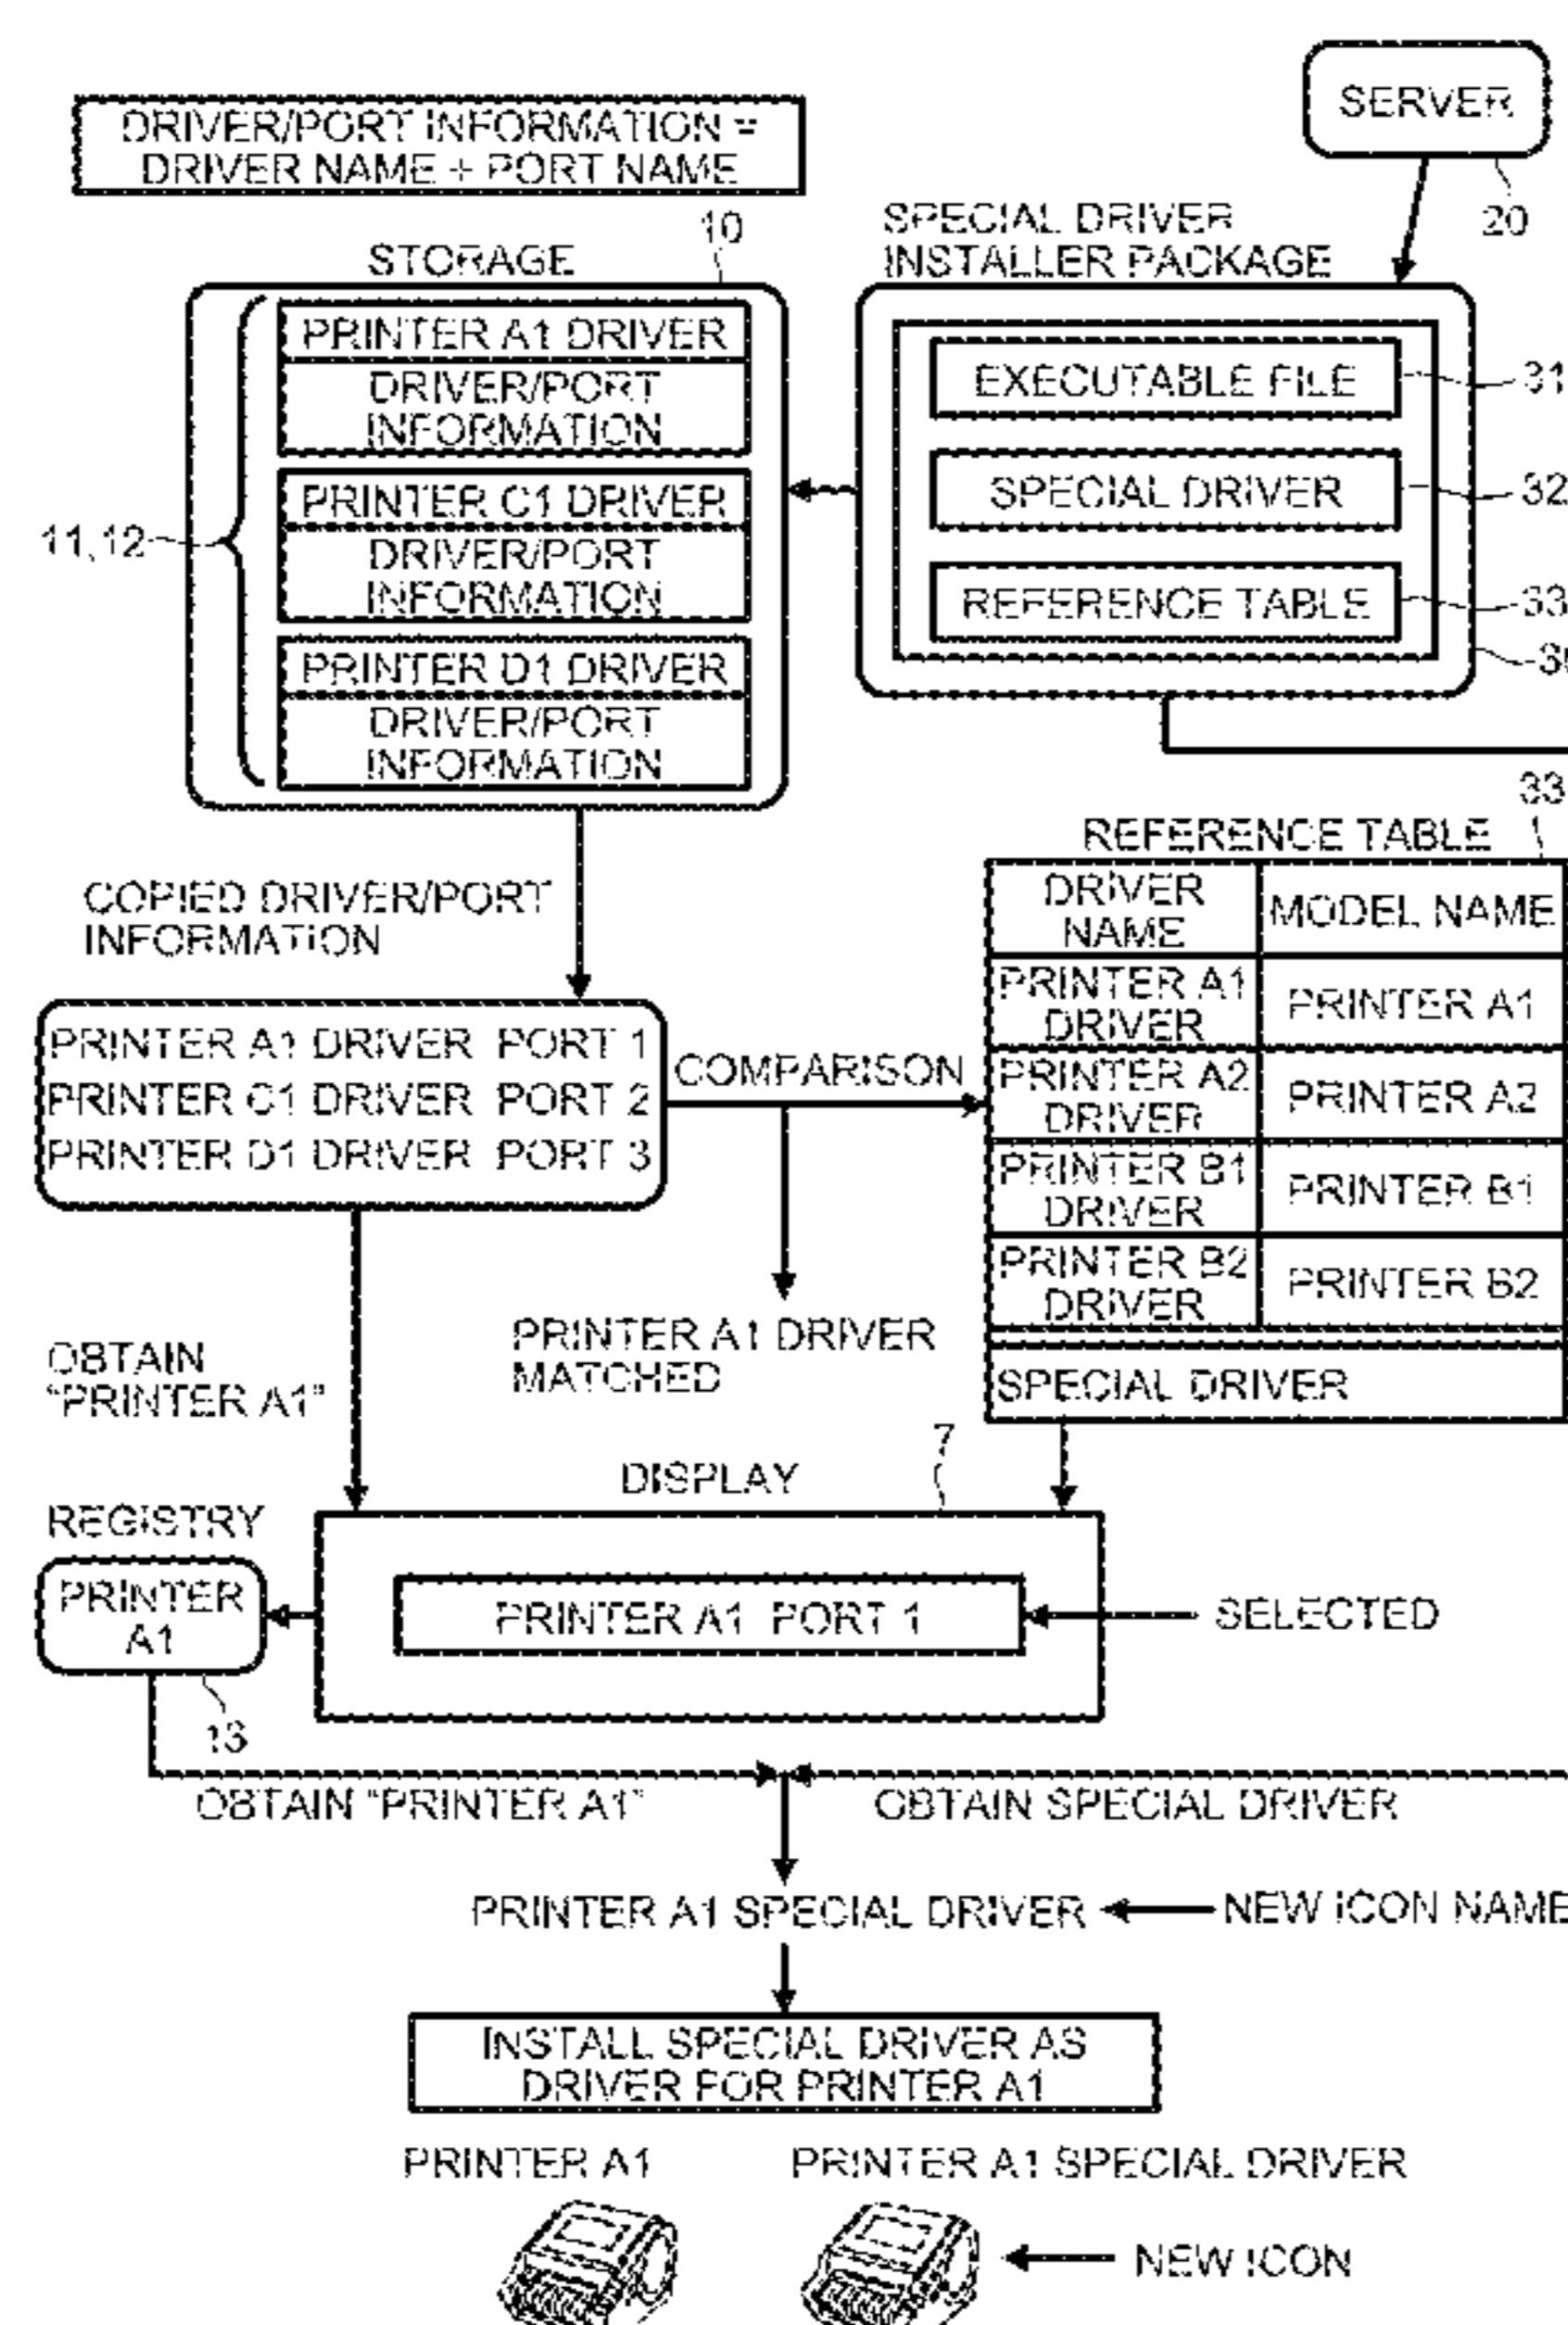 SERVER
20
DRIVER/PORT INFORMATION =
DRIVER NAME + PORT NAME
STORAGE
10
SPECIAL DRIVER
INSTALLER PACKAGE
PRINTER A1 DRIVER
DRIVER/PORT
INFORMATION
PRINTER C1 DRIVER
DRIVER/PORT
INFORMATION
PRINTER D1 DRIVER
DRIVER/PORT
INFORMATION
11,12
EXECUTABLE FILE
31
SPECIAL DRIVER
32
REFERENCE TABLE
33
COPIED DRIVER/PORT
INFORMATION
PRINTER A1 DRIVER PORT 1
PRINTER C1 DRIVER PORT 2
PRINTER D1 DRIVER PORT 3
COMPARISON
33
REFERENCE TABLE
DRIVER
NAME
MODEL NAME
PRINTER A1
DRIVER
PRINTER A1
PRINTER A2
DRIVER
PRINTER A2
PRINTER B1
DRIVER
PRINTER B1
PRINTER B2
DRIVER
PRINTER B2
SPECIAL DRIVER
OBTAIN
"PRINTER A1"
PRINTER A1 DRIVER
MATCHED
DISPLAY
7
REGISTRY
PRINTER
A1
13
PRINTER A1 PORT 1
SELECTED
OBTAIN "PRINTER A1"
OBTAIN SPECIAL DRIVER
PRINTER A1 SPECIAL DRIVER
NEW ICON NAME
INSTALL SPECIAL DRIVER AS
DRIVER FOR PRINTER A1
PRINTER A1
PRINTER A1 SPECIAL DRIVER
NEW ICON